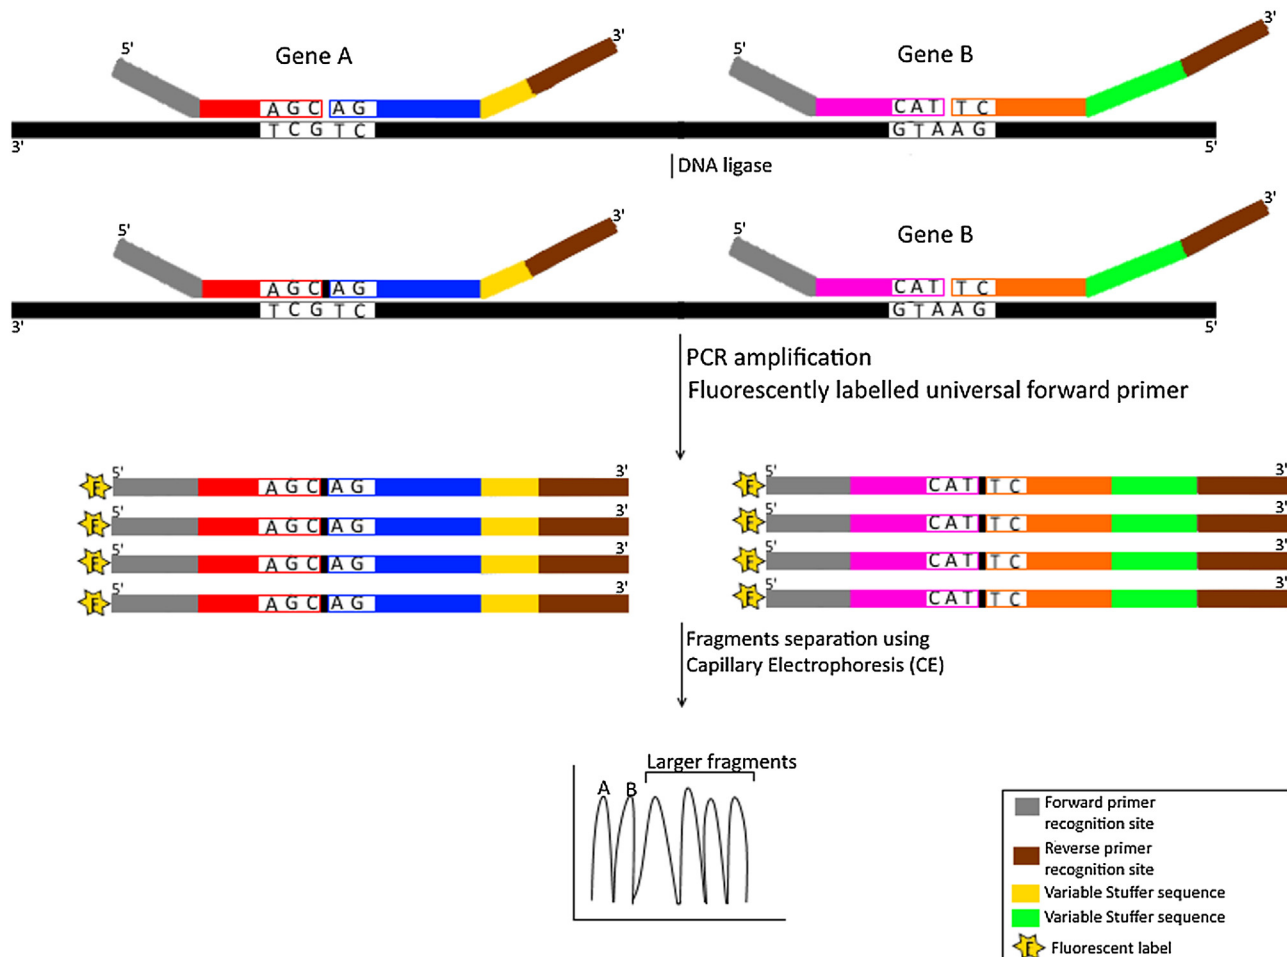 Gene A
Gene B
5'
3'
5'
3'
A G C A G
C A T T C
T C G T C
G T A A G
3'
5'
DNA ligase
Gene B
5'
3'
5'
3'
A G C A G
C A T T C
T C G T C
G T A A G
3'
5'
PCR amplification
Fluorescently labelled universal forward primer
F 5' A G C A G 3'
F 5' C A T T C 3'
F 5' A G C A G 3'
F 5' C A T T C 3'
F 5' A G C A G 3'
F 5' C A T T C 3'
F 5' A G C A G 3'
F 5' C A T T C 3'
Fragments separation using
Capillary Electrophoresis (CE)
Larger fragments
A B
Forward primer
recognition site
Reverse primer
recognition site
Variable Stuffer sequence
Variable Stuffer sequence
F Fluorescent label